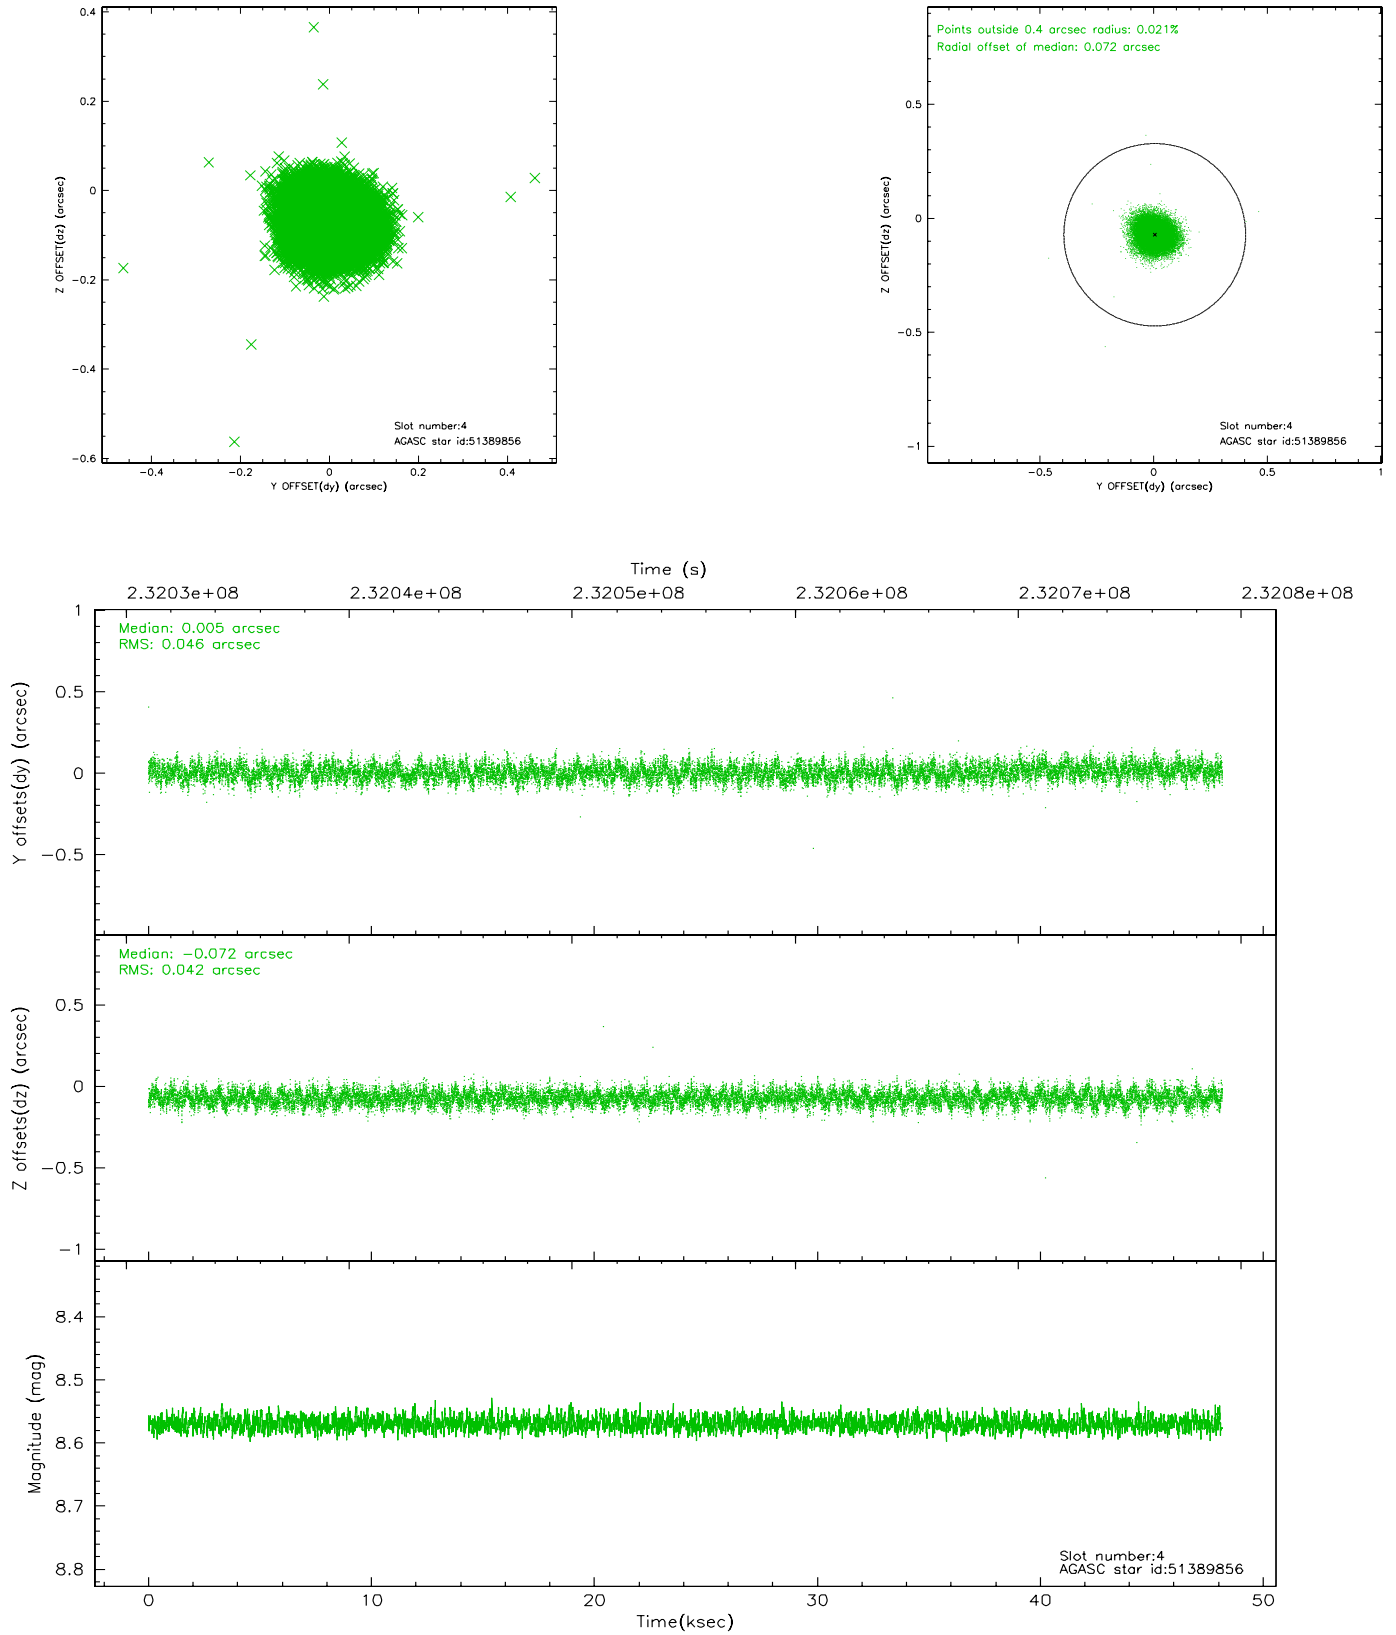 0.4
0.2
0
−0.2
−0.4
−0.6
Z OFFSET(dz) (arcsec)
−0.4
−0.2
0
0.2
0.4
Y OFFSET(dy) (arcsec)
Slot number:4
AGASC star id:51389856
Points outside 0.4 arcsec radius: 0.021%
Radial offset of median: 0.072 arcsec
0.5
0
−0.5
−1
Z OFFSET(dz) (arcsec)
−0.5
0
0.5
1
Y OFFSET(dy) (arcsec)
Slot number:4
AGASC star id:51389856
Time (s)
2.3203e+08
2.3204e+08
2.3205e+08
2.3206e+08
2.3207e+08
2.3208e+08
Median: 0.005 arcsec
RMS: 0.046 arcsec
1
0.5
0
−0.5
Y offsets(dy) (arcsec)
Median: −0.072 arcsec
RMS: 0.042 arcsec
0.5
0
−0.5
−1
Z offsets(dz) (arcsec)
8.4
8.5
8.6
8.7
8.8
Magnitude (mag)
Slot number:4
AGASC star id:51389856
0
10
20
30
40
50
Time(ksec)